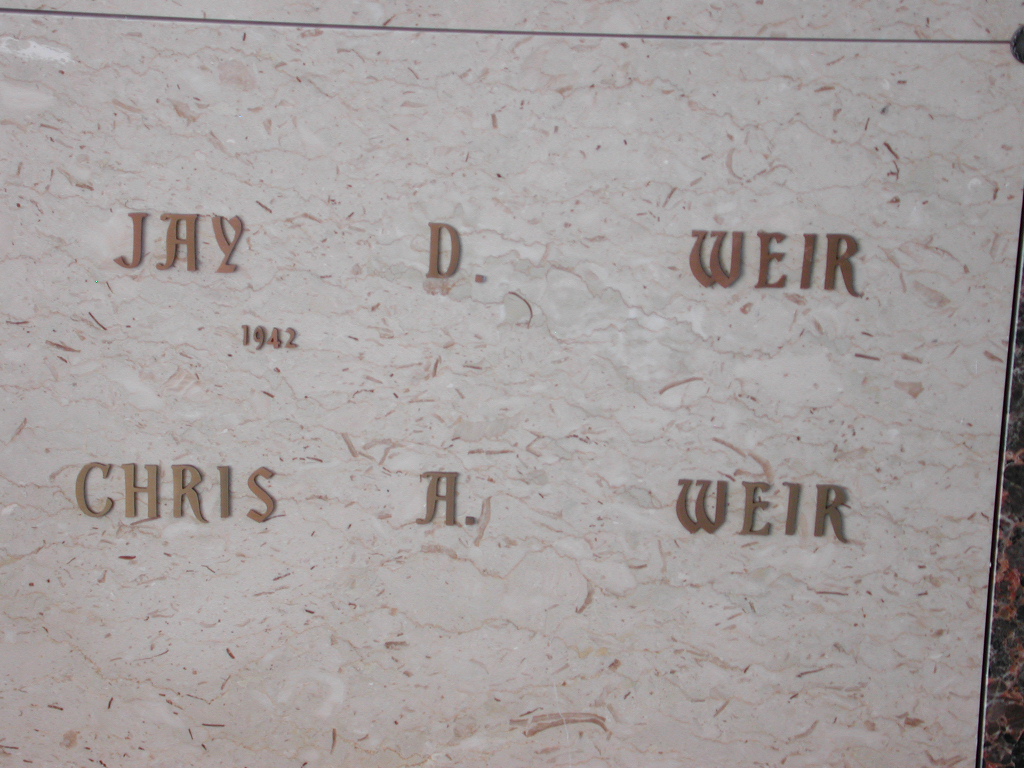 JAY D. WEIR
1942
CHRIS A. WEIR